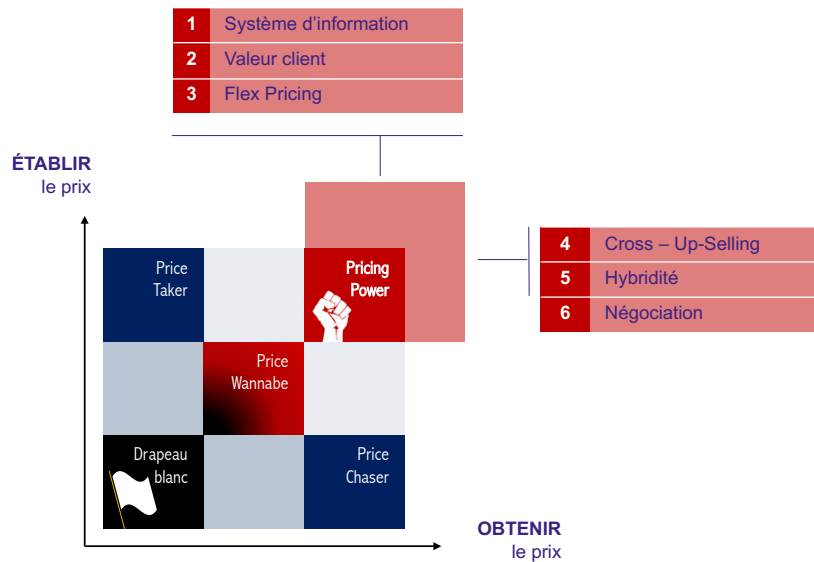 1 Système d'information
2 Valeur client
3 Flex Pricing
ÉTABLIR
le prix
4 Cross – Up-Selling
5 Hybridité
6 Négociation
Price
Taker
Pricing
Power
Price
Wannabe
Drapeau
blanc
Price
Chaser
OBTENIR
le prix